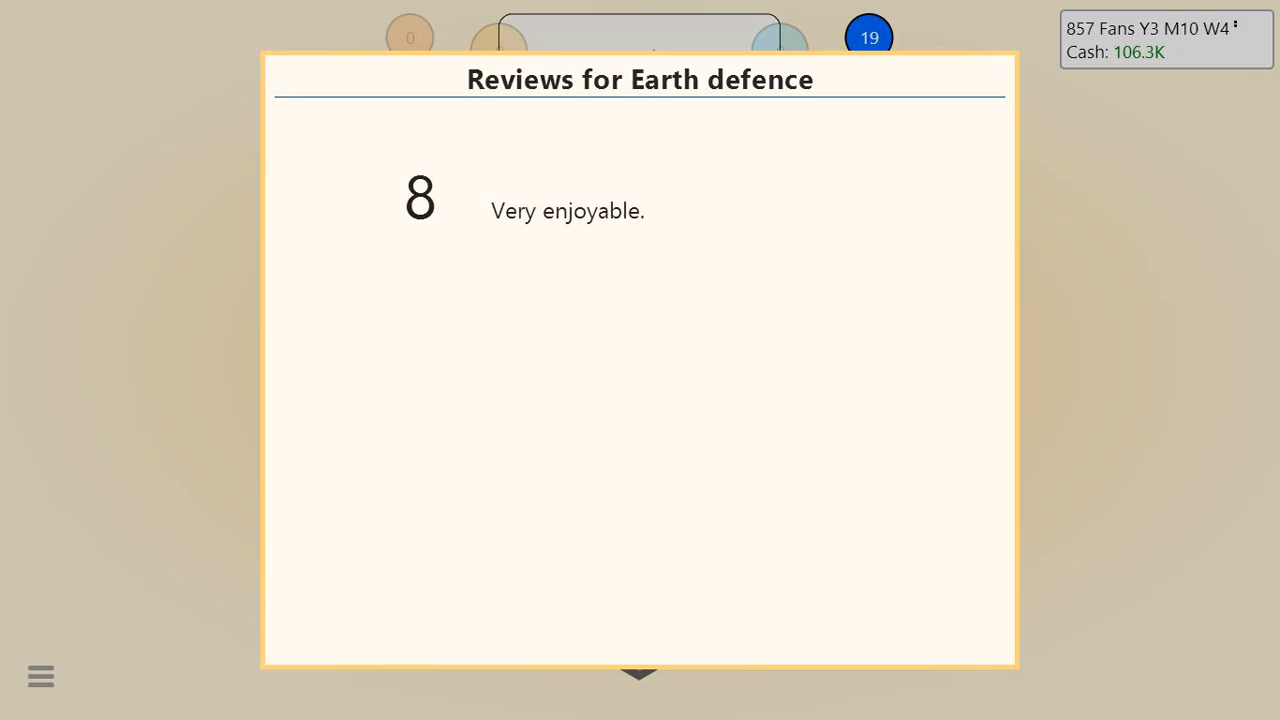 0
19
857 Fans Y3 M10 W4
Cash: 106.3K
Reviews for Earth defence
8
Very enjoyable.